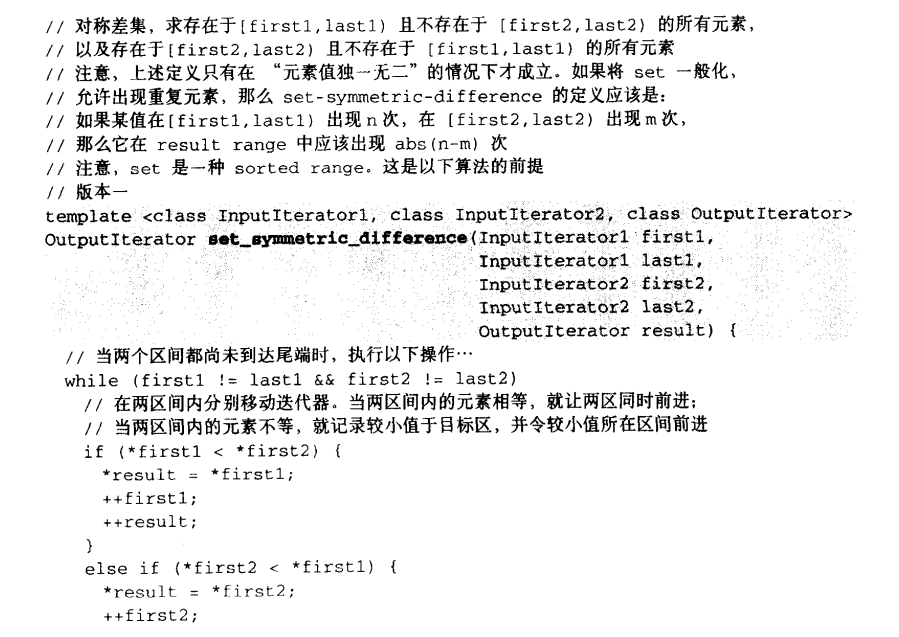 // 对称差集，求存在于[first1,last1) 且不存在于 [first2,last2) 的所有元素，
// 以及存在于[first2,last2) 且不存在于 [first1,last1) 的所有元素
// 注意，上述定义只有在 “元素值独一无二”的情况下才成立。如果将 set 一般化，
// 允许出现重复元素，那么 set-symmetric-difference 的定义应该是：
// 如果某值在[first1,last1) 出现n次，在 [first2,last2) 出现m次，
// 那么它在 result range 中应该出现 abs(n-m) 次
// 注意，set 是一种 sorted range。这是以下算法的前提
// 版本一
template <class InputIterator1, class InputIterator2, class OutputIterator>
OutputIterator set_symmetric_difference(InputIterator1 first1,
InputIterator1 last1,
InputIterator2 first2,
InputIterator2 last2,
OutputIterator result) {
// 当两个区间都尚未到达尾端时，执行以下操作…
while (first1 != last1 && first2 != last2)
// 在两区间内分别移动迭代器。当两区间内的元素相等，就让两区同时前进；
// 当两区间内的元素不等，就记录较小值于目标区，并令较小值所在区间前进
if (*first1 < *first2) {
*result = *first1;
++first1;
++result;
}
else if (*first2 < *first1) {
*result = *first2;
++first2;